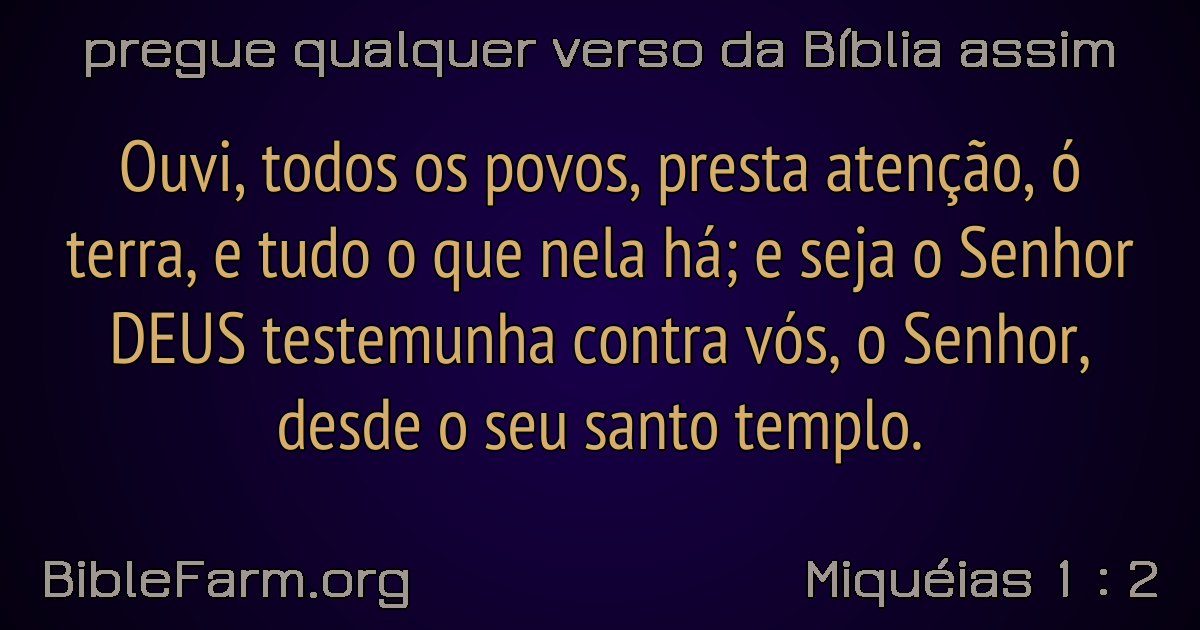 pregue qualquer verso da Bíblia assim
Ouvi, todos os povos, presta atenção, ó
terra, e tudo o que nela há; e seja o Senhor
DEUS testemunha contra vós, o Senhor,
desde o seu santo templo.
BibleFarm.org
Miquéias 1 : 2